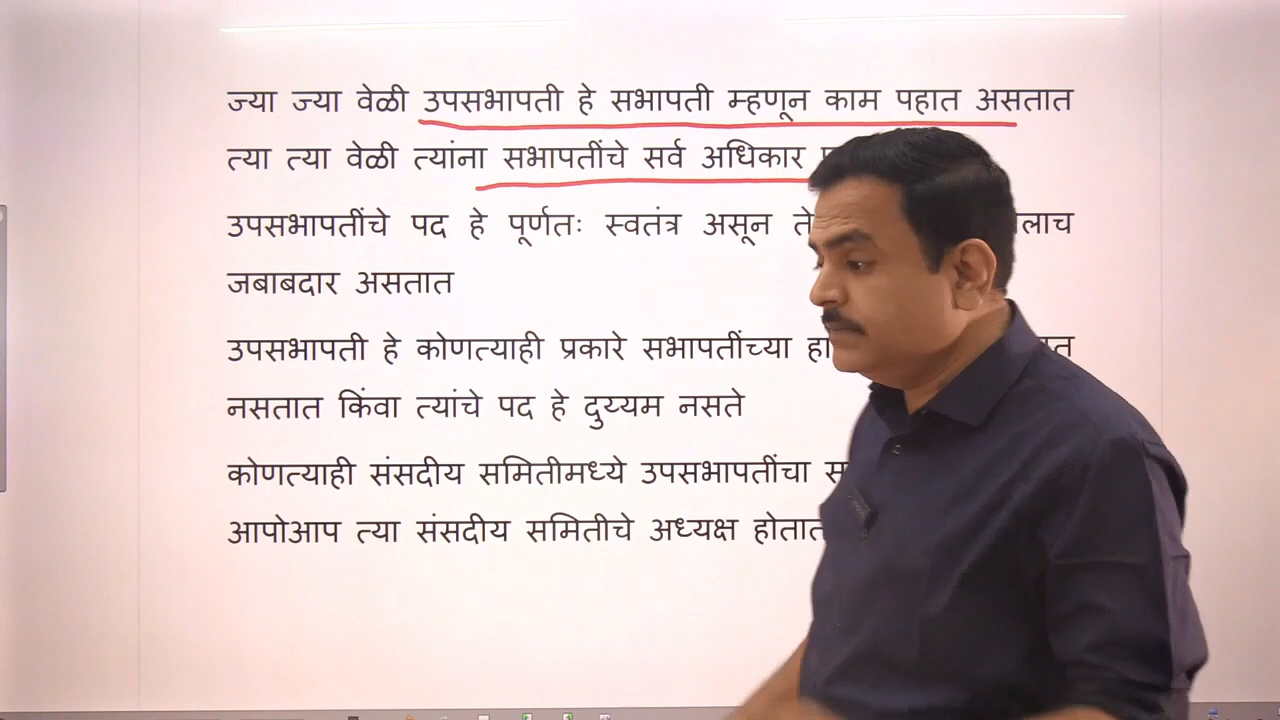 ज्या ज्या वेळी उपसभापती हे सभापती म्हणून काम पहात असतात
त्या त्या वेळी त्यांना सभापतींचे सर्व अधिकार
उपसभापतींचे पद हे पूर्णतः स्वतंत्र असून ते
जबाबदार असतात
उपसभापती हे कोणत्याही प्रकारे सभापतींच्या
नसतात किंवा त्यांचे पद हे दुय्यम नसते
कोणत्याही संसदीय समितीमध्ये उपसभापतींचा
आपोआप त्या संसदीय समितीचे अध्यक्ष होतात